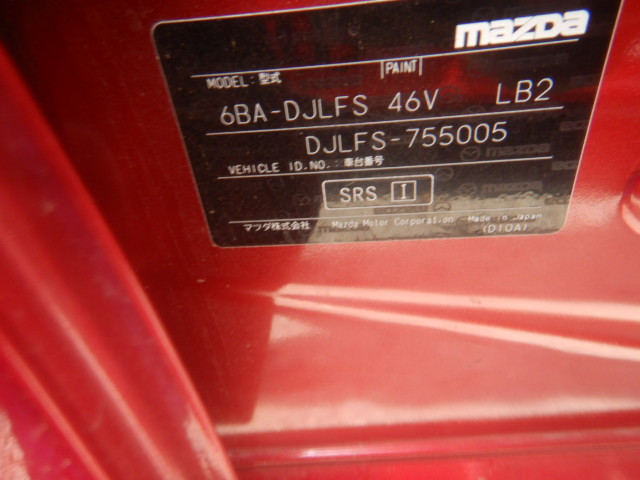 mazda
MODEL: 型式 PAINT
6BA-DJLFS 46V LB2
DJLFS-755005
VEHICLE ID.NO.: 車台番号
SRS I
マツダ株式会社 Mazda Motor Corporation Made in Japan
(D10A)